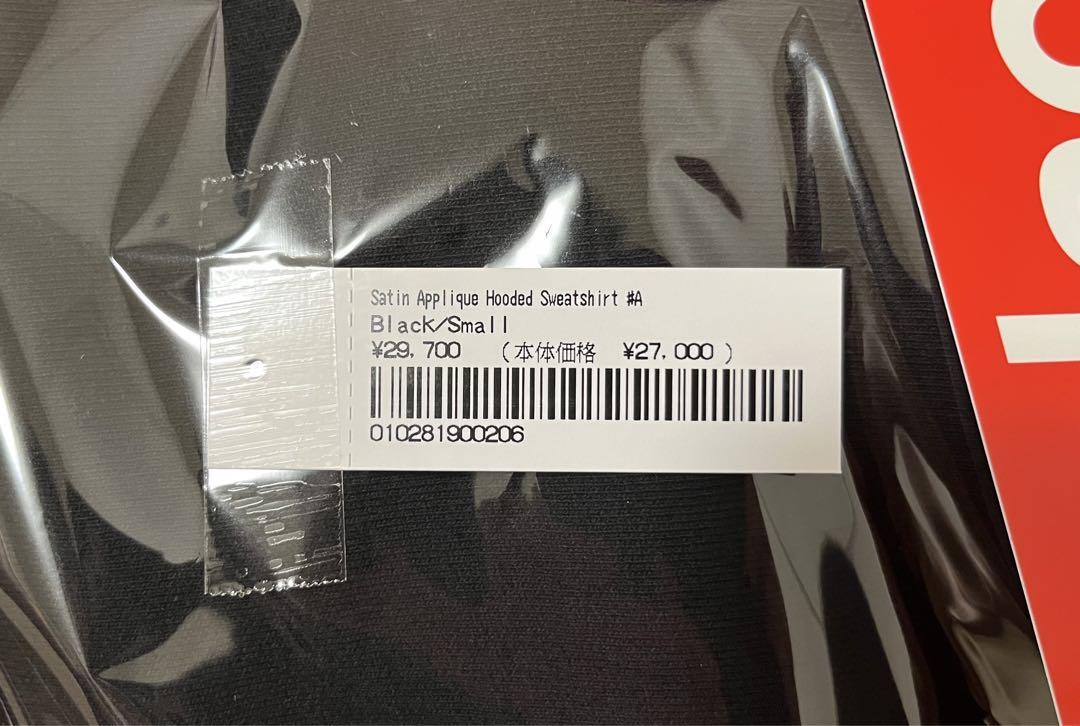 Satin Applique Hooded Sweatshirt #A
Black/Small
¥29,700 (本体価格 ¥27,000 )
010281900206